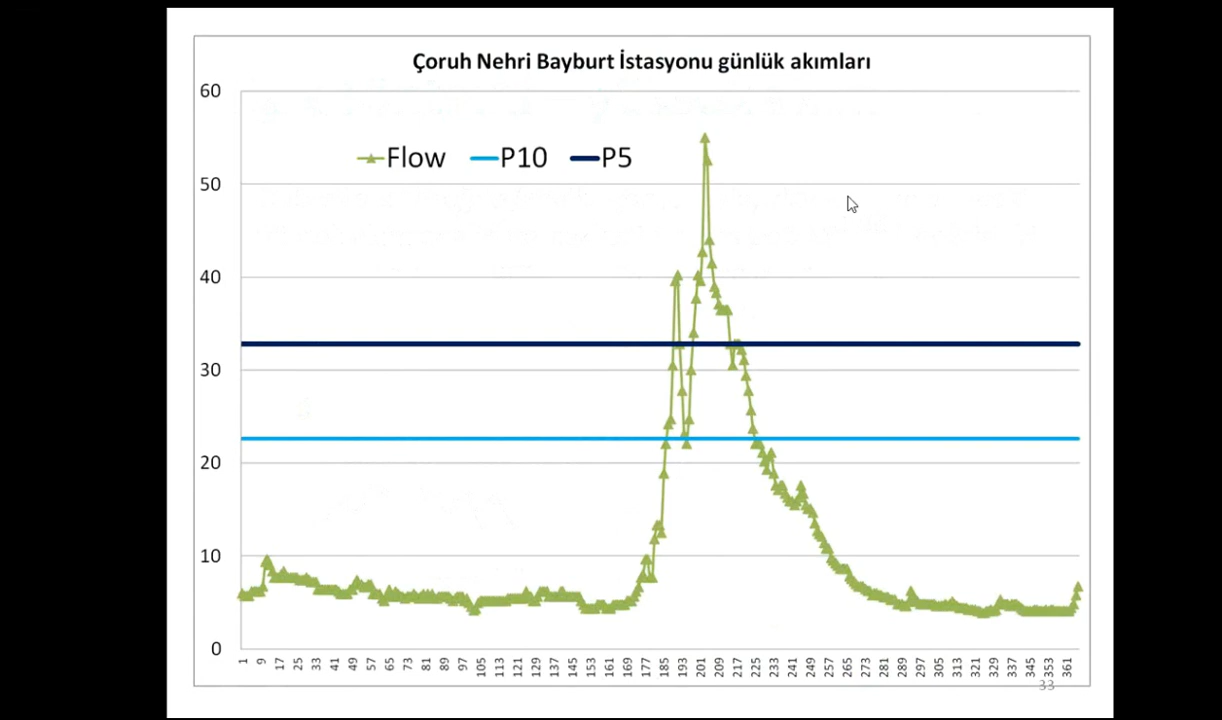 Çoruh Nehri Bayburt İstasyonu günlük akımları
Flow P10 P5
60
50
40
30
20
10
0
1 9 17 25 33 41 49 57 65 73 81 89 97 105 113 121 129 137 145 153 161 169 177 185 193 201 209 217 225 233 241 249 257 265 273 281 289 297 305 313 321 329 337 345 353 361
33